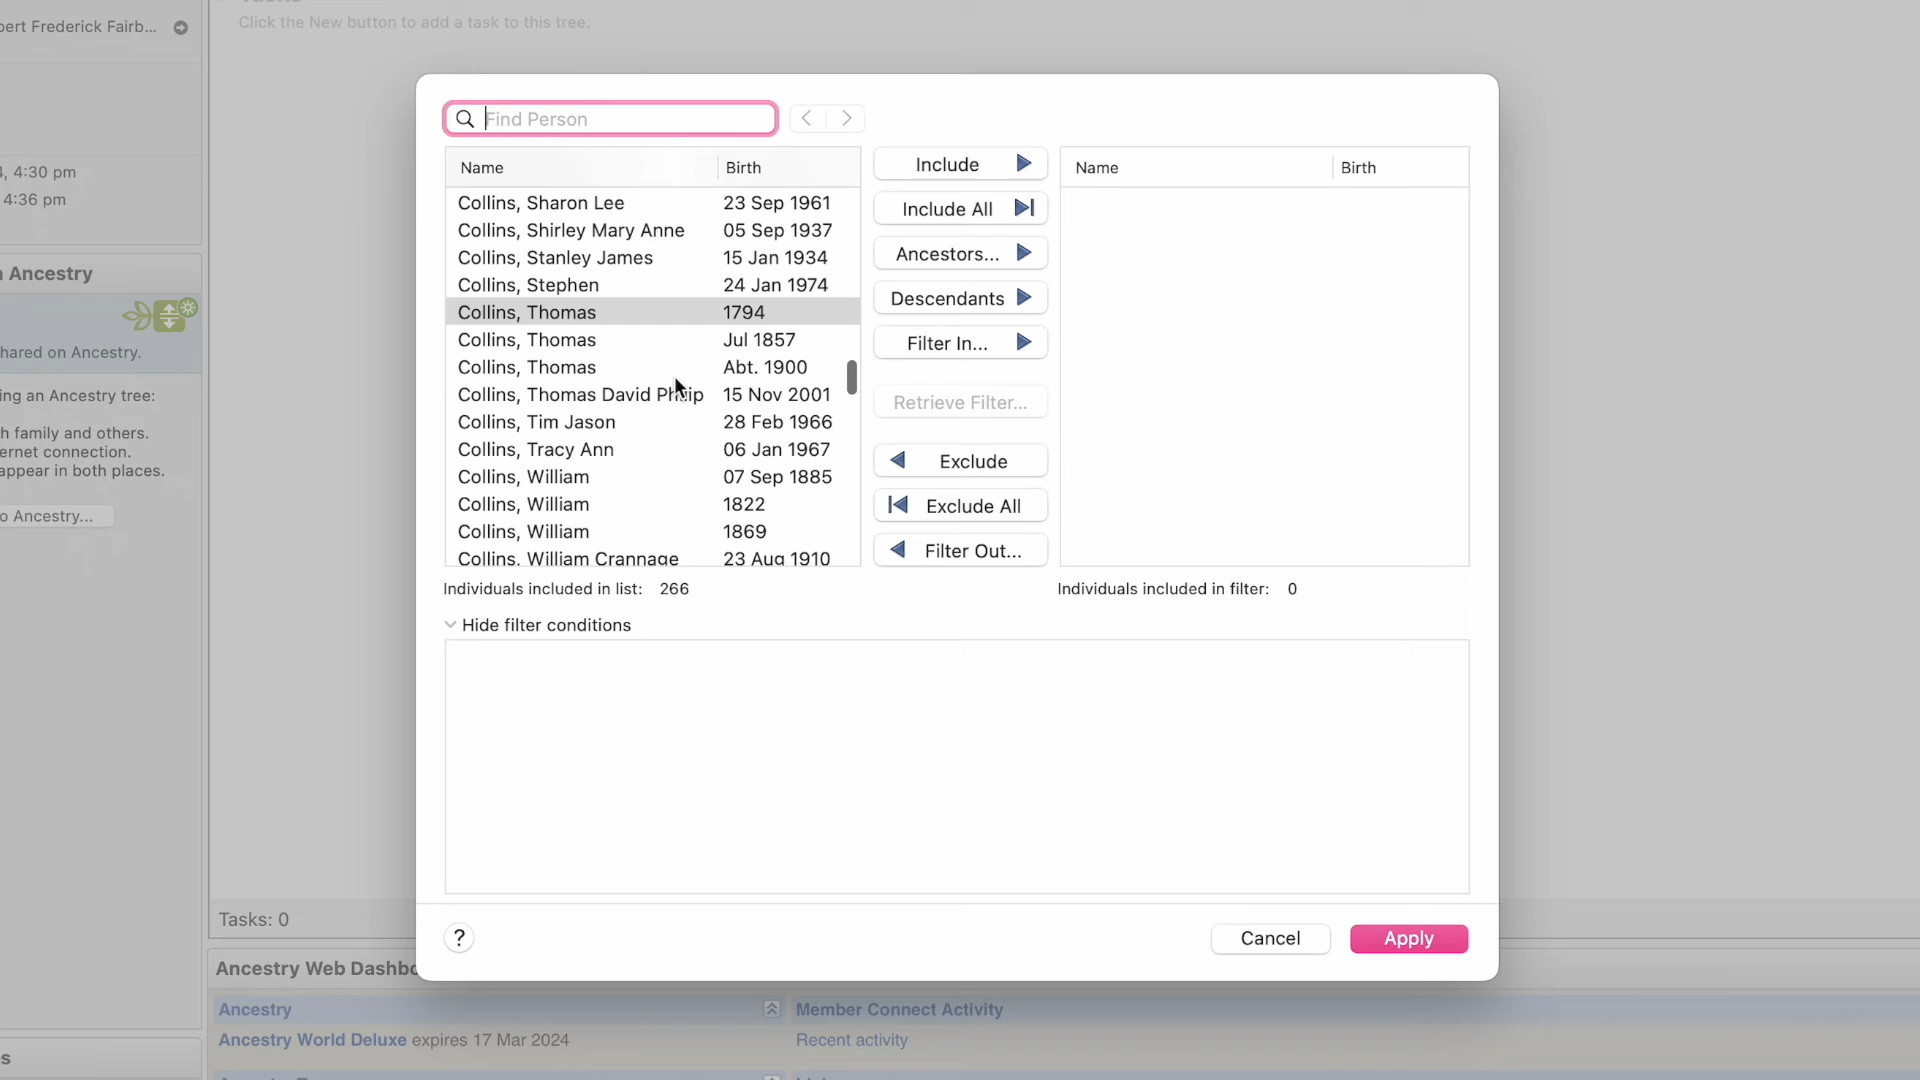 Click the New button to add a task to this tree.
bert Frederick Fairb...
, 4:30 pm
4:36 pm
Ancestry
hared on Ancestry.
ing an Ancestry tree:
h family and others.
ernet connection.
appear in both places.
o Ancestry...
Find Person
Name Birth
Collins, Sharon Lee 23 Sep 1961
Collins, Shirley Mary Anne 05 Sep 1937
Collins, Stanley James 15 Jan 1934
Collins, Stephen 24 Jan 1974
Collins, Thomas 1794
Collins, Thomas Jul 1857
Collins, Thomas Abt. 1900
Collins, Thomas David Philip 15 Nov 2001
Collins, Tim Jason 28 Feb 1966
Collins, Tracy Ann 06 Jan 1967
Collins, William 07 Sep 1885
Collins, William 1822
Collins, William 1869
Collins, William Crannage 23 Aug 1910
Individuals included in list: 266
Include
Include All
Ancestors...
Descendants
Filter In...
Retrieve Filter...
Exclude
Exclude All
Filter Out...
Name Birth
Individuals included in filter: 0
Hide filter conditions
?
Cancel
Apply
Tasks: 0
Ancestry Web Dashbo
Ancestry
Ancestry World Deluxe expires 17 Mar 2024
Member Connect Activity
Recent activity